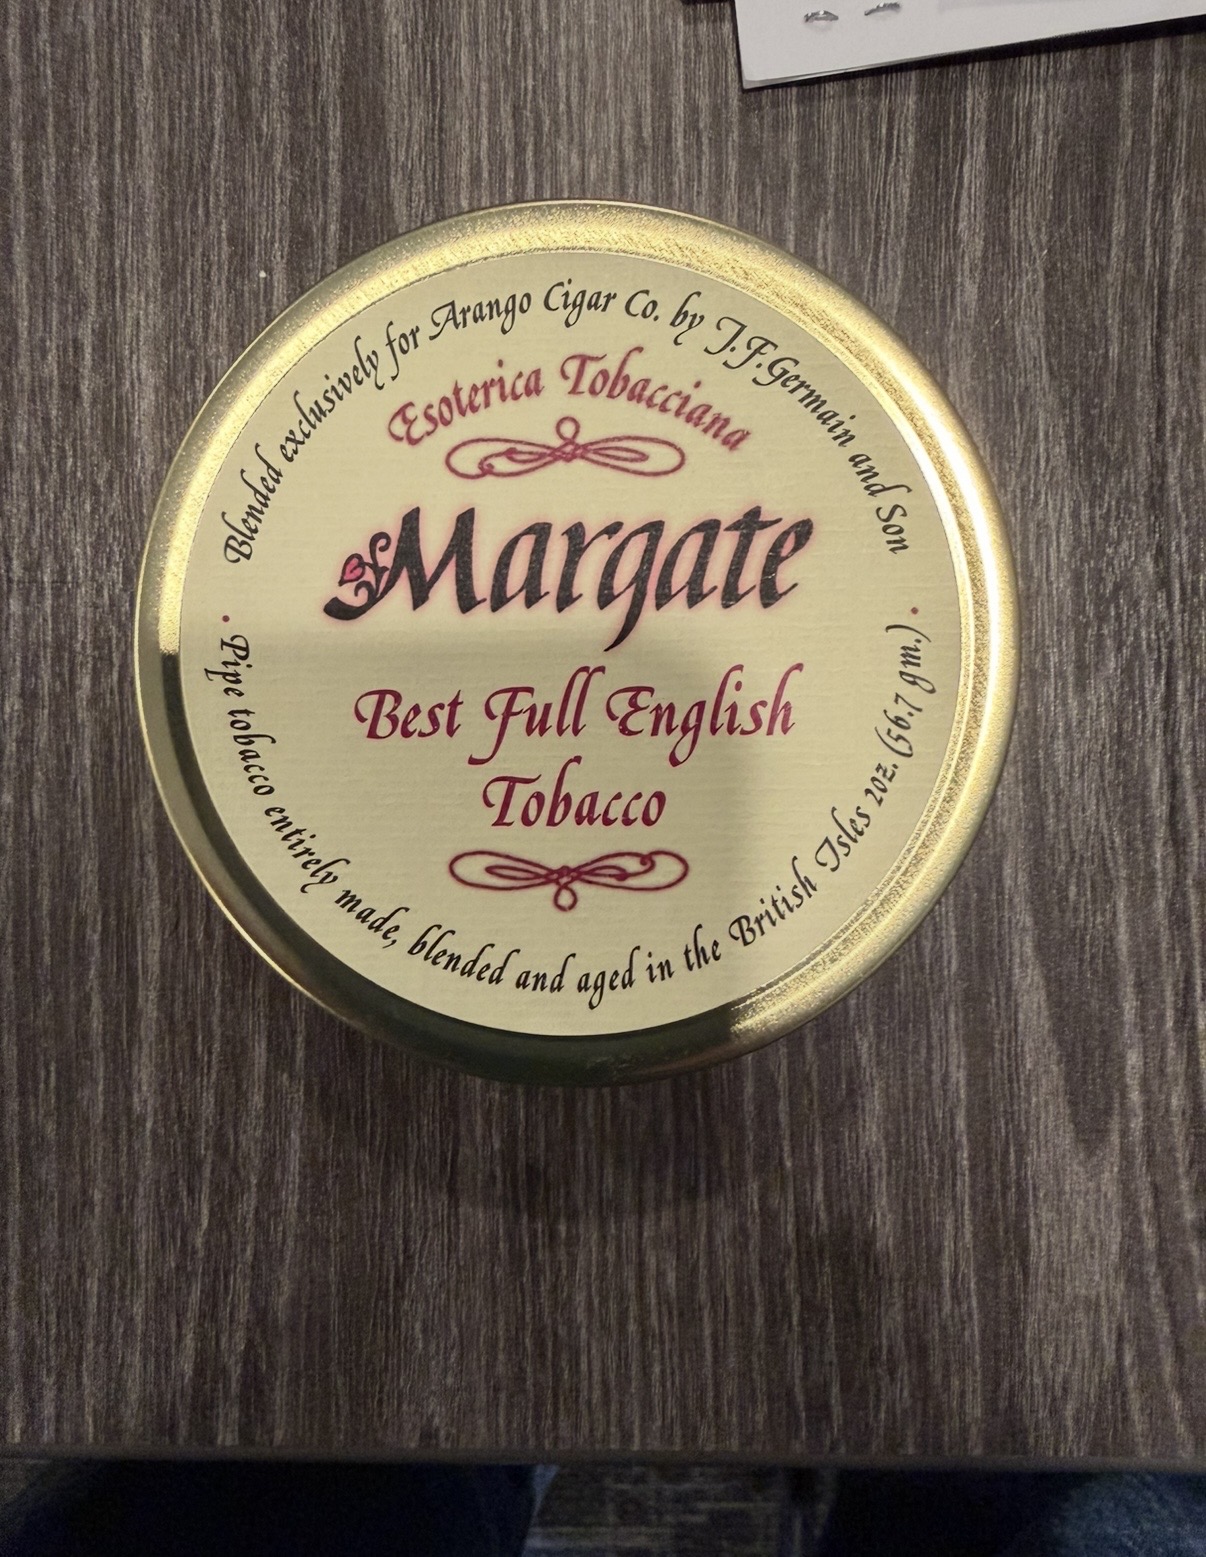 Blended exclusively for Arango Cigar Co. by J.F.Germain and Son
Esoterica Tobacciana
Margate
Best Full English
Tobacco
· Pipe tobacco entirely made, blended and aged in the British Isles 2oz. (56.7 gm.) ·